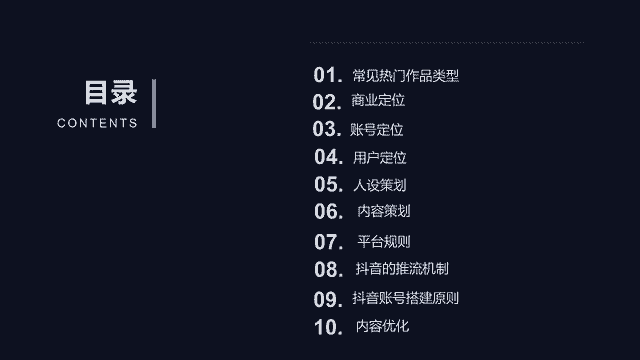 目录
CONTENTS
01. 常见热门作品类型
02. 商业定位
03. 账号定位
04. 用户定位
05. 人设策划
06. 内容策划
07. 平台规则
08. 抖音的推流机制
09. 抖音账号搭建原则
10. 内容优化